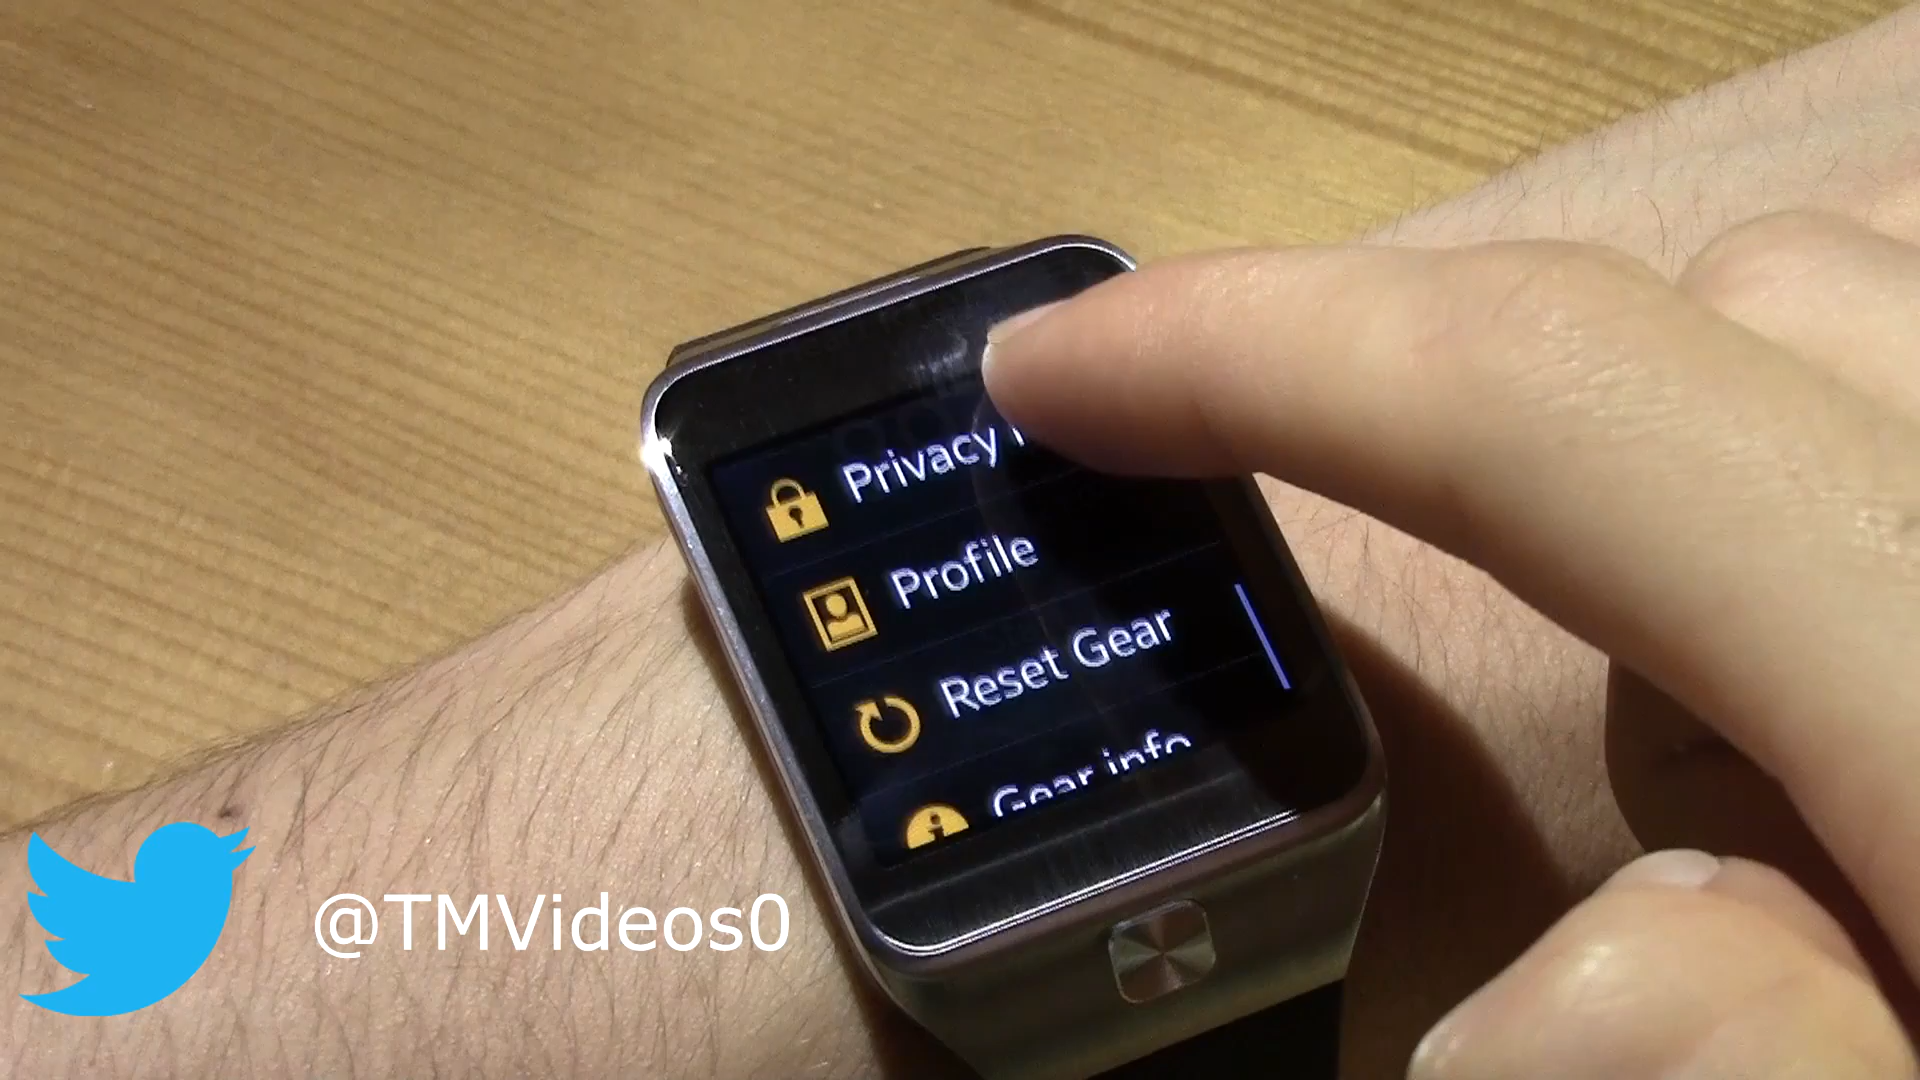 Privacy
Profile
Reset Gear
Gear info
@TMVideos0